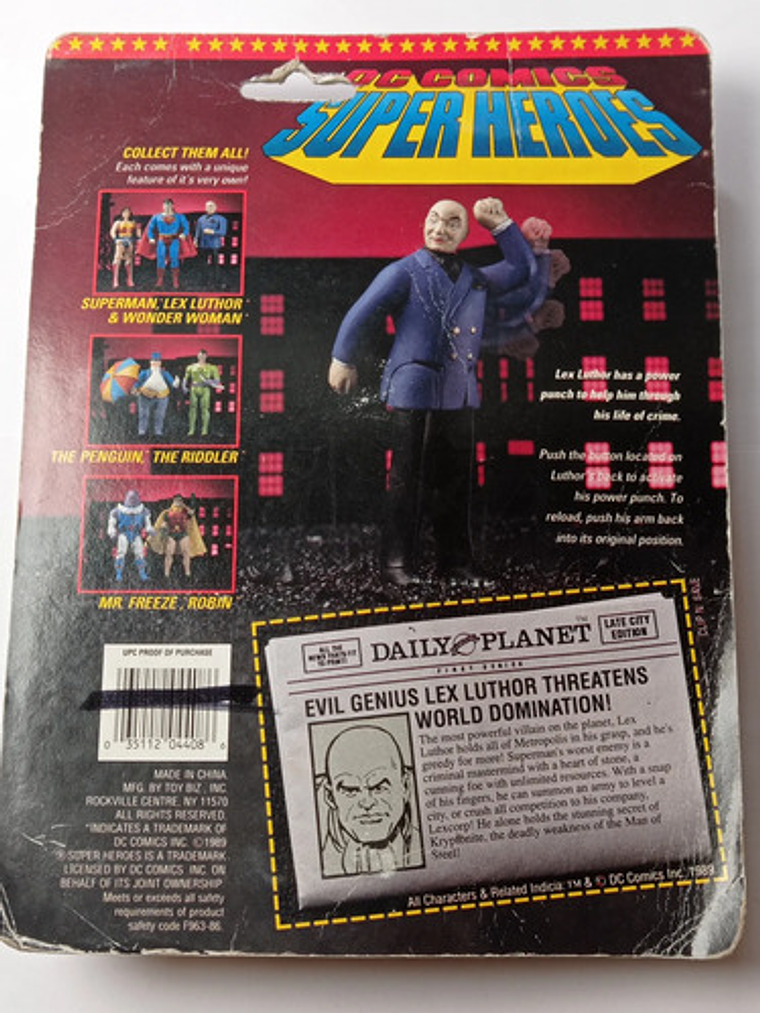 DC COMICS
SUPER HEROES
COLLECT THEM ALL!
Each comes with a unique
feature of it's very own!
SUPERMAN, LEX LUTHOR
& WONDER WOMAN
THE PENGUIN, THE RIDDLER
MR. FREEZE, ROBIN
Lex Luthor has a power
punch to help him through
his life of crime.
Push the button located on
Luthor's back to activate
his power punch. To
reload, push his arm back
into its original position.
CLIP 'N' SAVE
ALL THE
NEWS THAT'S FIT
TO PRINT!
DAILY PLANET
LATE CITY
EDITION
FIRST SERIES
EVIL GENIUS LEX LUTHOR THREATENS
WORLD DOMINATION!
The most powerful villain on the planet, Lex
Luthor holds all of Metropolis in his grasp, and he's
greedy for more! Superman's worst enemy is a
criminal mastermind with a heart of stone, a
cunning foe with unlimited resources. With a snap
of his fingers, he can summon an army to level a
city, or crush all competition to his company,
Lexcorp! He alone holds the stunning secret of
Kryptonite, the deadly weakness of the Man of
Steel!
All Characters & Related Indicia: TM & © DC Comics Inc. 1989
UPC PROOF OF PURCHASE
0 35112 04408 6
MADE IN CHINA.
MFG. BY TOY BIZ, INC.
ROCKVILLE CENTRE, NY 11570
ALL RIGHTS RESERVED.
*INDICATES A TRADEMARK OF
DC COMICS INC. ©1989
®SUPER HEROES IS A TRADEMARK
LICENSED BY DC COMICS INC. ON
BEHALF OF ITS JOINT OWNERSHIP.
Meets or exceeds all safety
requirements of product
safety code F963-86.